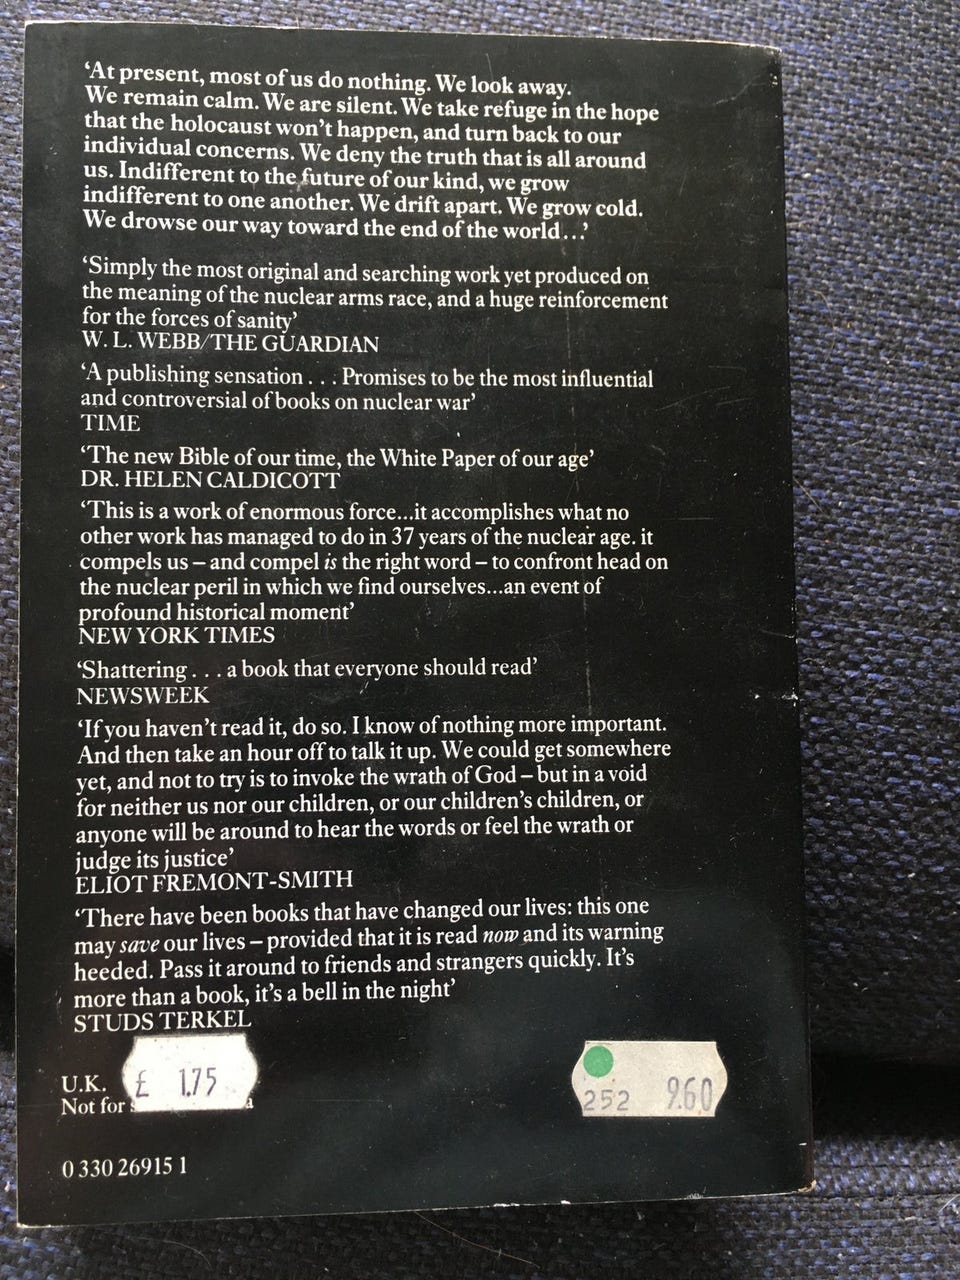 ‘At present, most of us do nothing. We look away.
We remain calm. We are silent. We take refuge in the hope
that the holocaust won’t happen, and turn back to our
individual concerns. We deny the truth that is all around
us. Indifferent to the future of our kind, we grow
indifferent to one another. We drift apart. We grow cold.
We drowse our way toward the end of the world...’
‘Simply the most original and searching work yet produced on
the meaning of the nuclear arms race, and a huge reinforcement
for the forces of sanity’
W. L. WEBB/THE GUARDIAN
‘A publishing sensation . . . Promises to be the most influential
and controversial of books on nuclear war’
TIME
‘The new Bible of our time, the White Paper of our age’
DR. HELEN CALDICOTT
‘This is a work of enormous force...it accomplishes what no
other work has managed to do in 37 years of the nuclear age. it
compels us – and compel is the right word – to confront head on
the nuclear peril in which we find ourselves...an event of
profound historical moment’
NEW YORK TIMES
‘Shattering . . . a book that everyone should read’
NEWSWEEK
‘If you haven’t read it, do so. I know of nothing more important.
And then take an hour off to talk it up. We could get somewhere
yet, and not to try is to invoke the wrath of God – but in a void
for neither us nor our children, or our children’s children, or
anyone will be around to hear the words or feel the wrath or
judge its justice’
ELIOT FREMONT-SMITH
‘There have been books that have changed our lives: this one
may save our lives – provided that it is read now and its warning
heeded. Pass it around to friends and strangers quickly. It’s
more than a book, it’s a bell in the night’
STUDS TERKEL
U.K. £ 1.75
Not for
252 9.60
0 330 26915 1